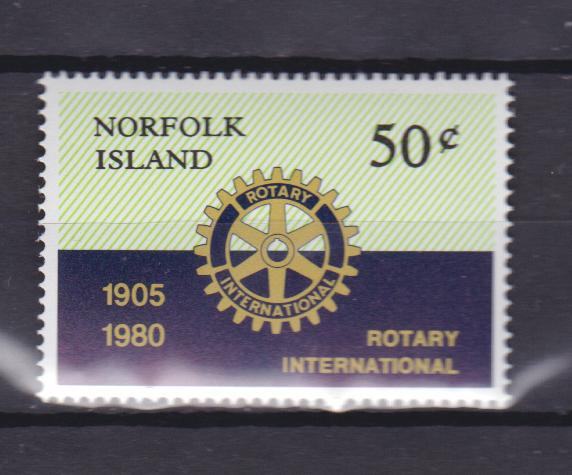 NORFOLK
ISLAND
50¢
ROTARY
INTERNATIONAL
1905
1980
ROTARY
INTERNATIONAL